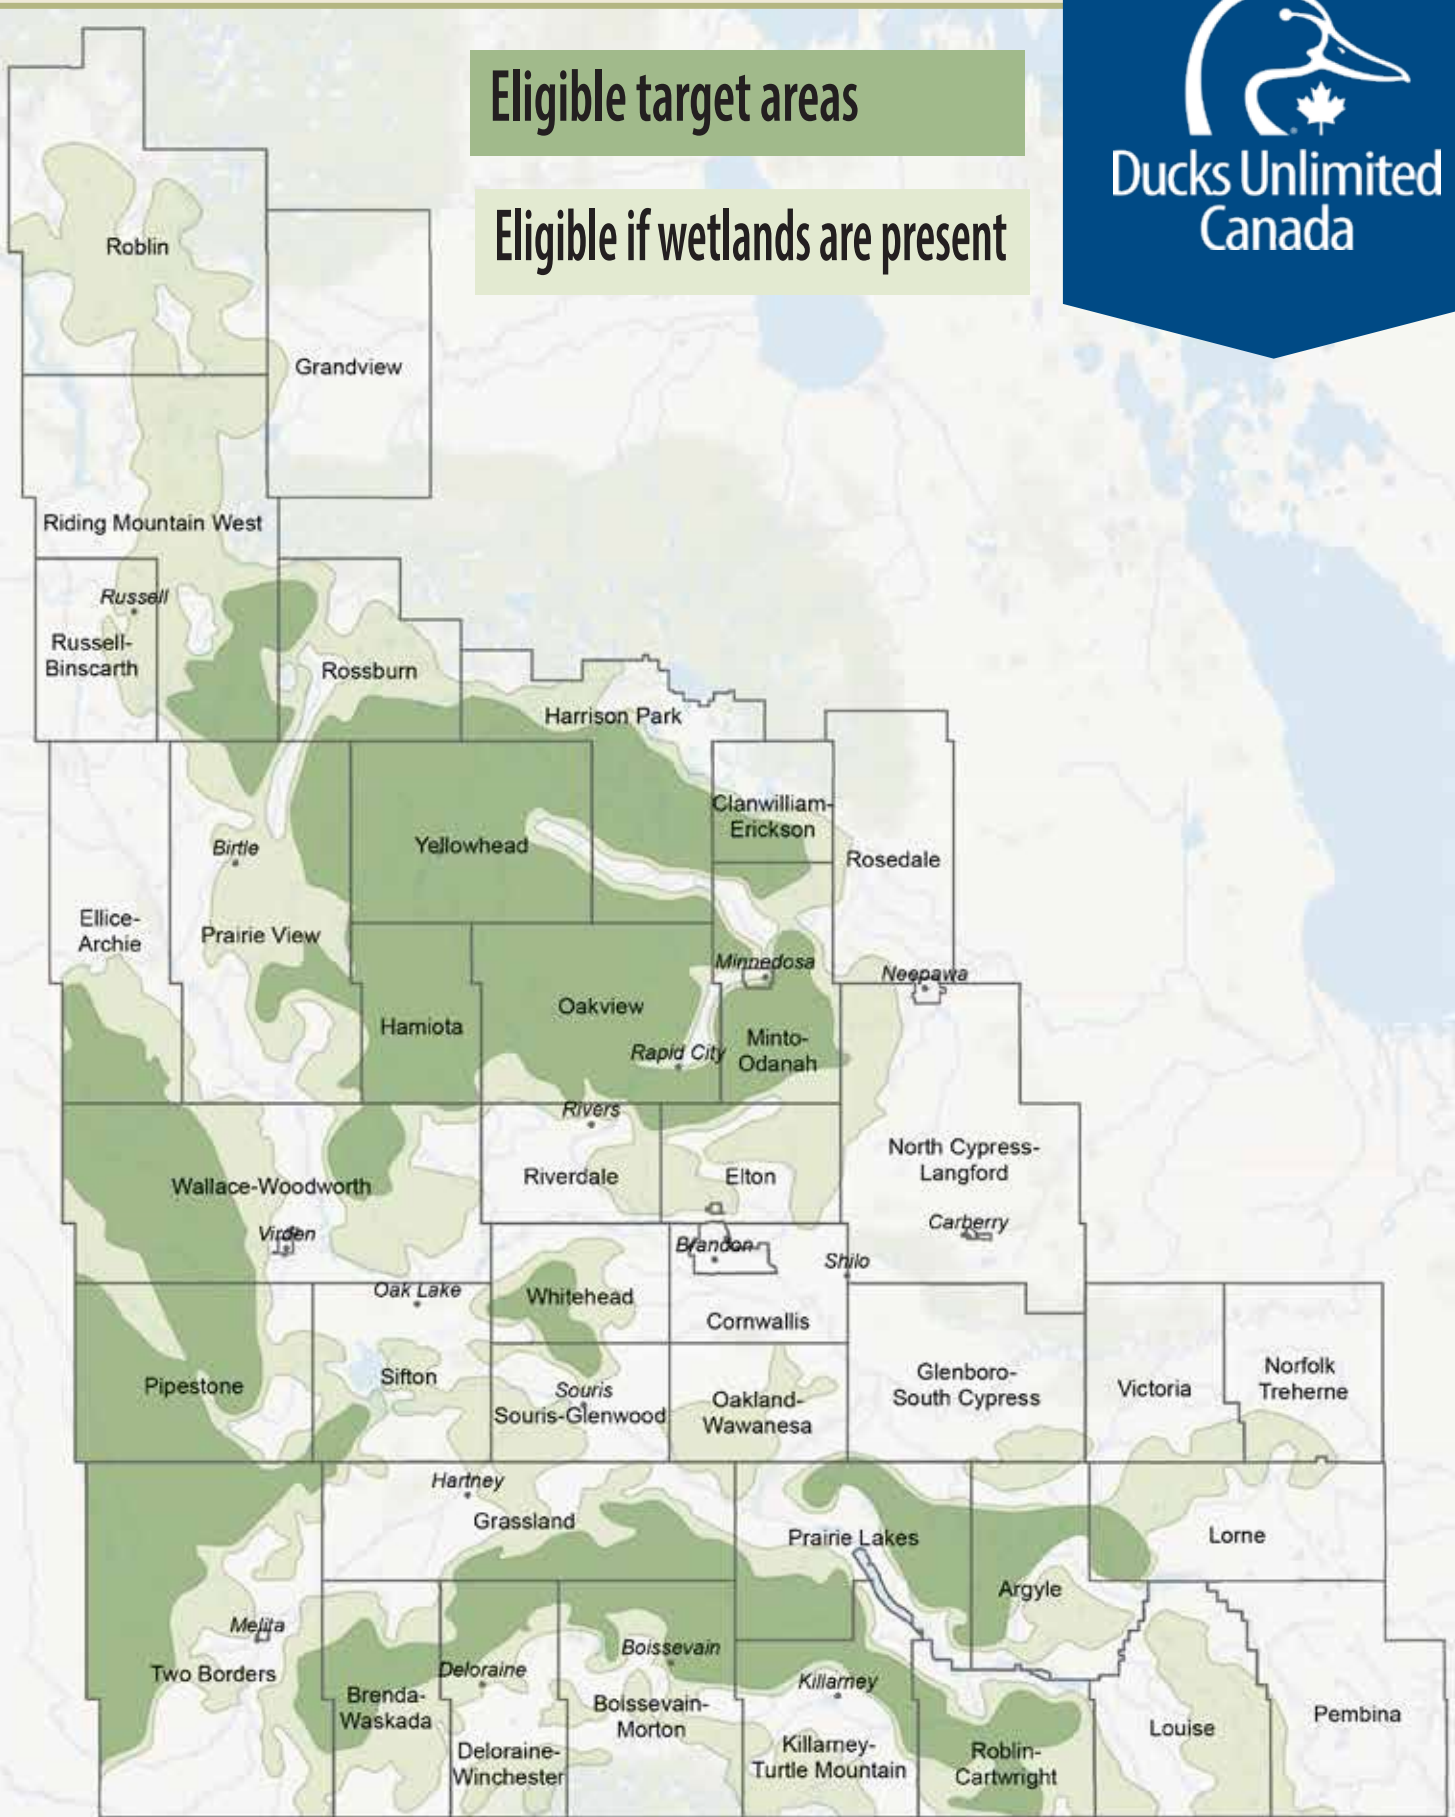 Eligible target areas
Eligible if wetlands are present
Ducks Unlimited
Canada
Roblin
Grandview
Riding Mountain West
Russell
Russell-
Binscarth
Rossburn
Harrison Park
Clanwilliam-
Erickson
Yellowhead
Birtle
Rosedale
Ellice-
Archie
Prairie View
Minnedosa
Neepawa
Oakview
Hamiota
Minto-
Odanah
Rapid City
Rivers
Riverdale
Elton
North Cypress-
Langford
Wallace-Woodworth
Virden
Carberry
Brandon
Shilo
Oak Lake
Whitehead
Cornwallis
Pipestone
Sifton
Souris
Souris-Glenwood
Oakland-
Wawanesa
Glenboro-
South Cypress
Victoria
Norfolk
Treherne
Hartney
Grassland
Prairie Lakes
Lorne
Argyle
Melita
Two Borders
Deloraine
Boissevain
Killarney
Brenda-
Waskada
Boissevain-
Morton
Louise
Pembina
Deloraine-
Winchester
Killarney-
Turtle Mountain
Roblin-
Cartwright